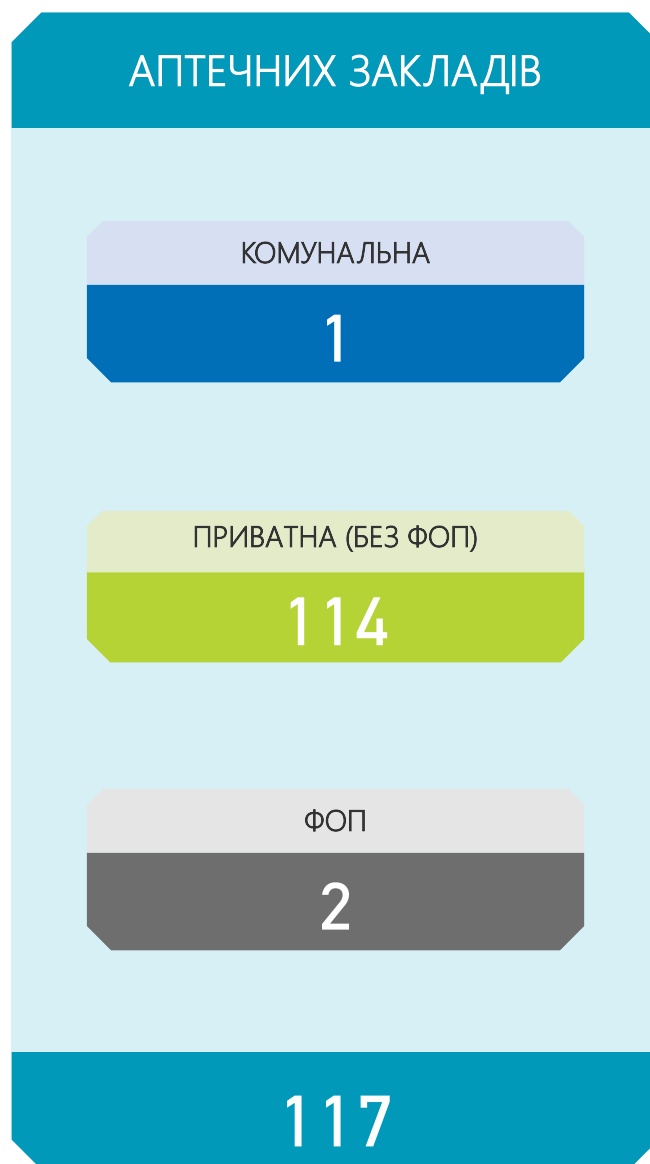 АПТЕЧНИХ ЗАКЛАДІВ
КОМУНАЛЬНА
1
ПРИВАТНА (БЕЗ ФОП)
114
ФОП
2
117